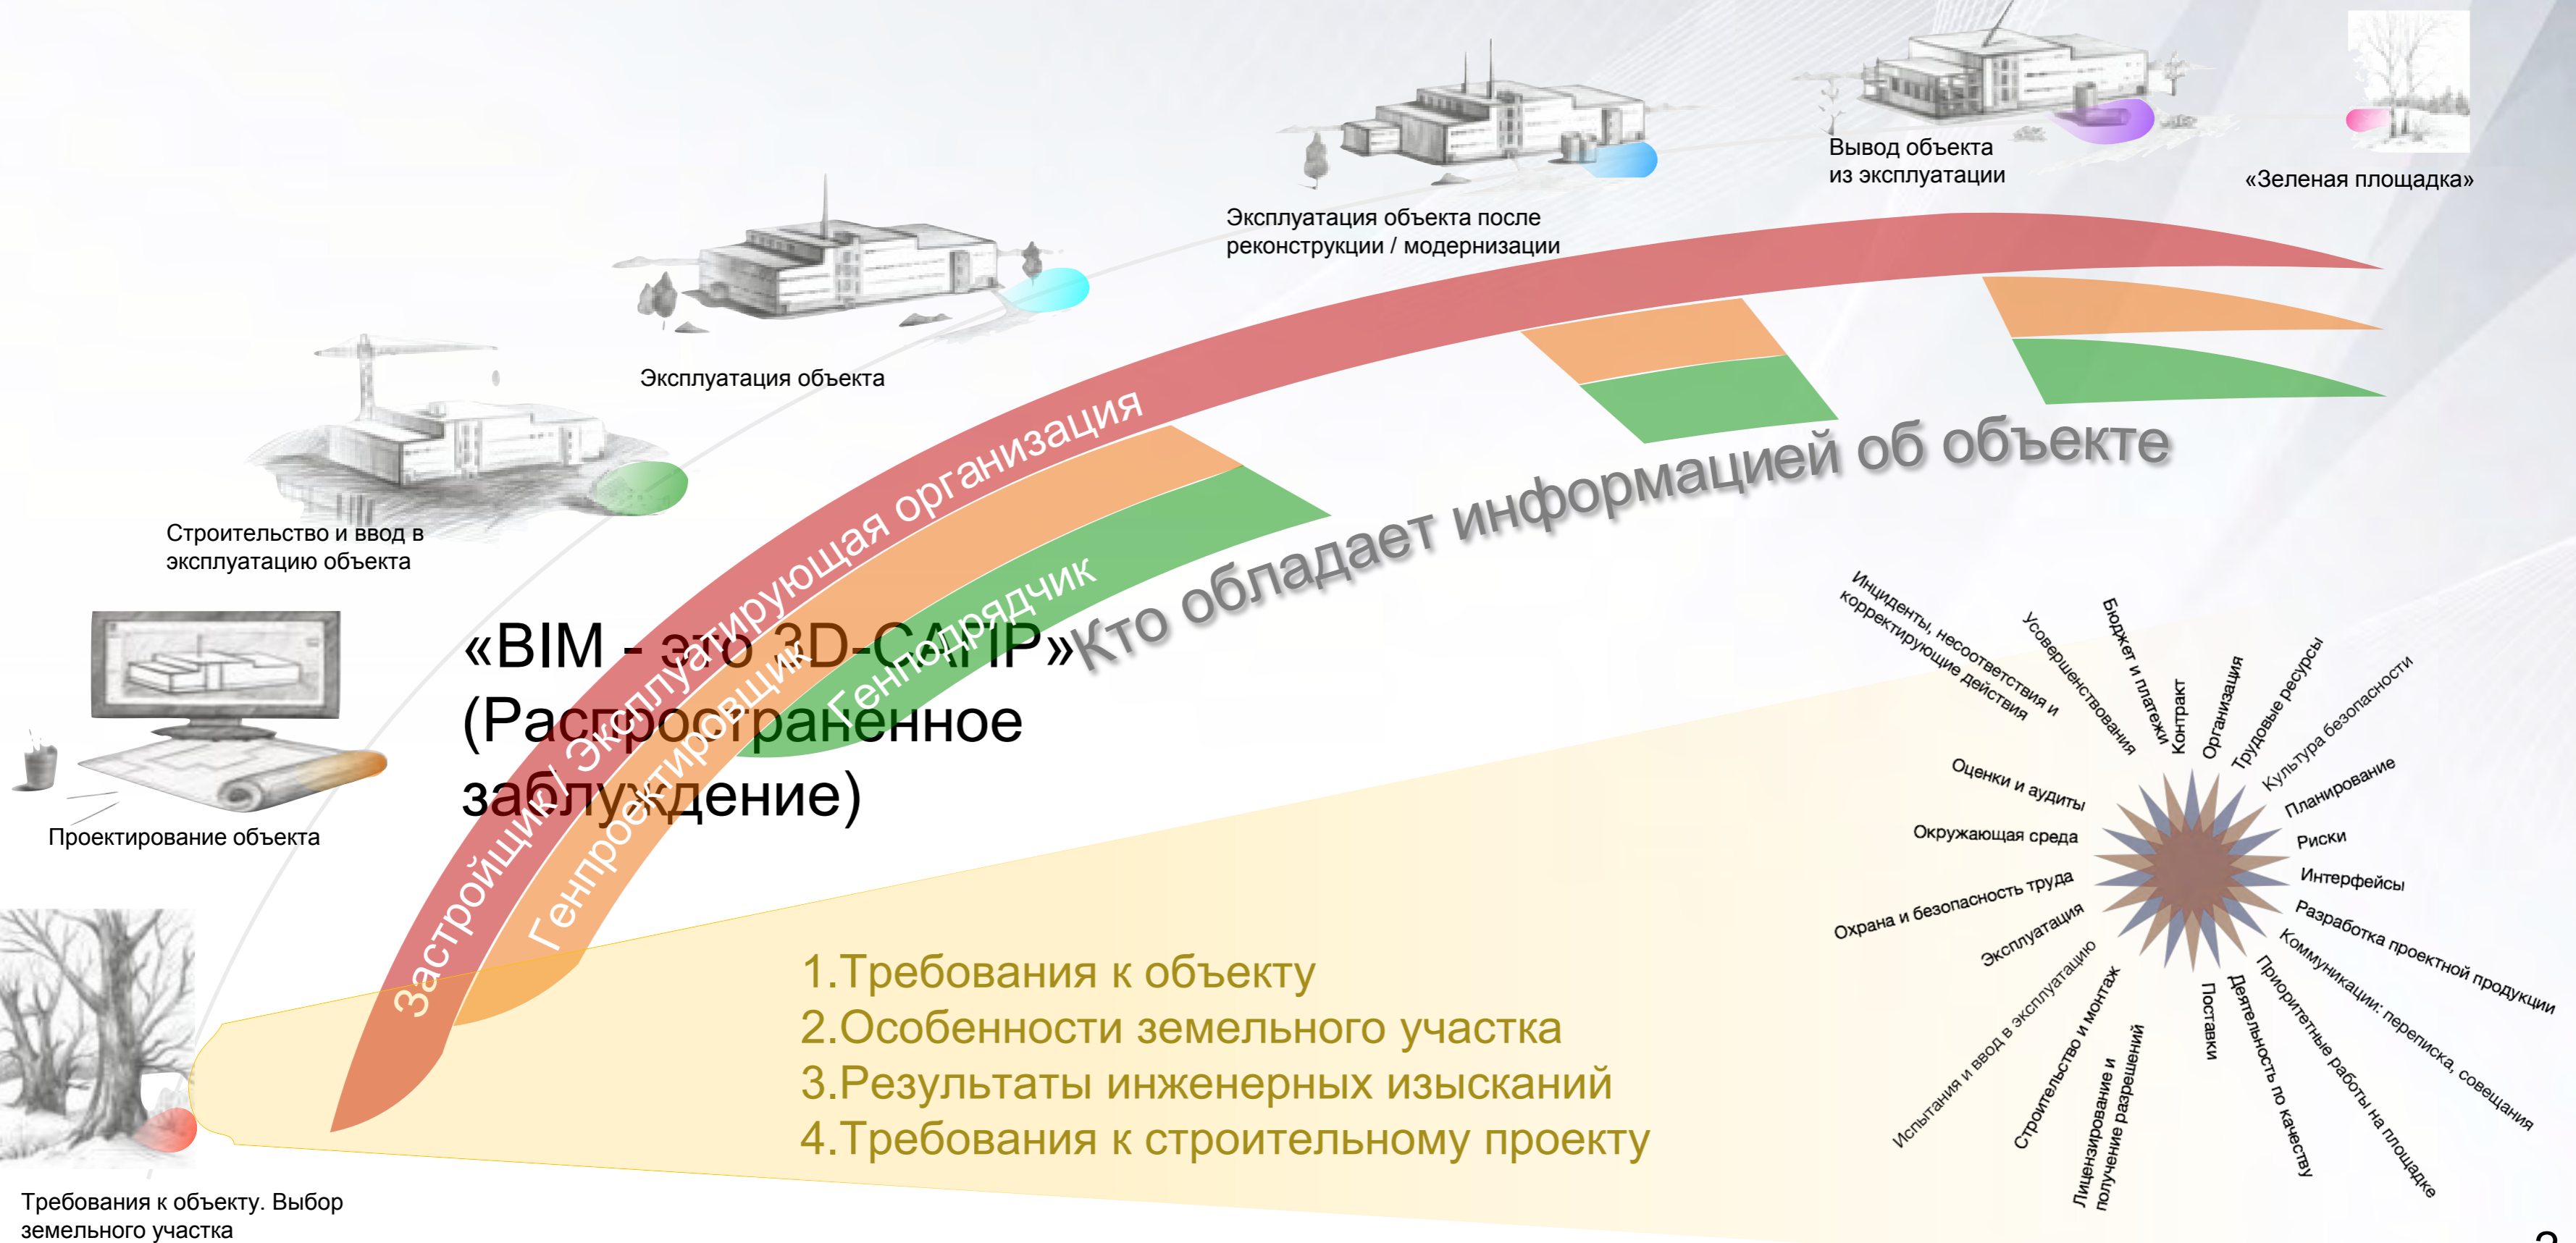 Вывод объекта
из эксплуатации
«Зеленая площадка»
Эксплуатация объекта после
реконструкции / модернизации
Эксплуатация объекта
Строительство и ввод в
эксплуатацию объекта
Проектирование объекта
Требования к объекту. Выбор
земельного участка
Застройщик / Эксплуатирующая организация
Генпроектировщик
Генподрядчик
Кто обладает информацией об объекте
«BIM - это 3D-САПР»
(Распространенное
заблуждение)
1.Требования к объекту
2.Особенности земельного участка
3.Результаты инженерных изысканий
4.Требования к строительному проекту
Инциденты, несоответствия и
корректирующие действия
Усовершенствования
Бюджет и платежи
Контракт
Организация
Трудовые ресурсы
Культура безопасности
Планирование
Риски
Интерфейсы
Разработка проектной продукции
Коммуникации: переписка, совещания
Приоритетные работы на площадке
Деятельность по качеству
Поставки
Лицензирование и
получение разрешений
Строительство и монтаж
Испытания и ввод в эксплуатацию
Эксплуатация
Охрана и безопасность труда
Окружающая среда
Оценки и аудиты